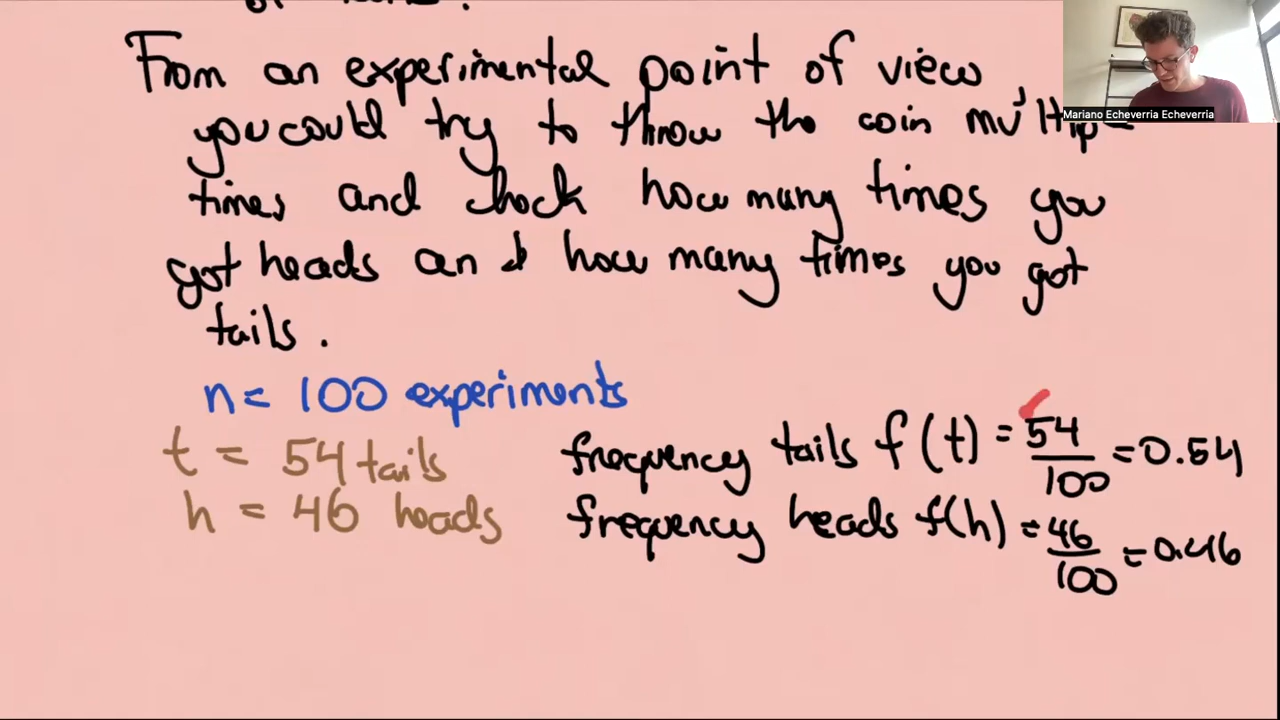 From an experimental point of view
you could try to throw the coin
times and check how many times you
got heads and how many times you got
tails.
n = 100 experiments
t = 54 tails
h = 46 heads
frequency tails f(t) = 54/100 = 0.54
frequency heads f(h) = 46/100 = 0.46
Mariano Echeverria Echeverria